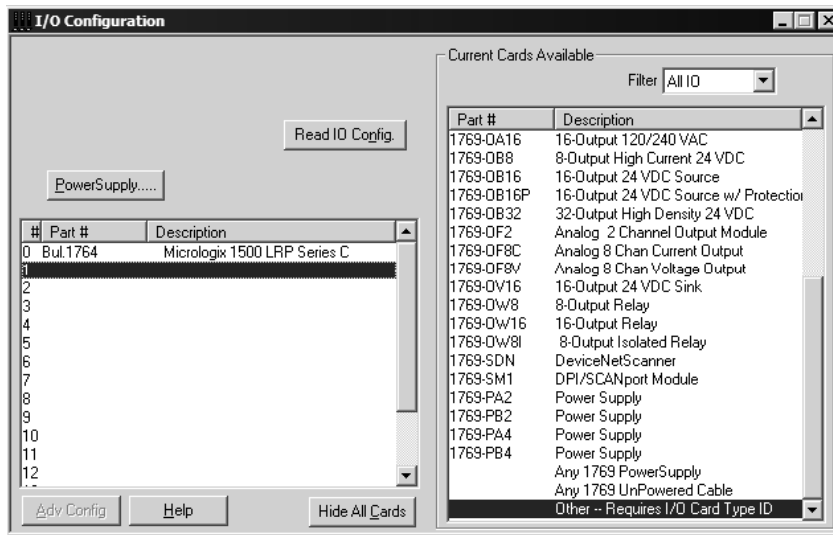 I/O Configuration
Read IO Config.
PowerSupply.....
# Part # Description
0 Bul.1764 Micrologix 1500 LRP Series C
1
2
3
4
5
6
7
8
9
10
11
12
Adv Config Help Hide All Cards
Current Cards Available
Filter All IO
Part # Description
1769-OA16 16-Output 120/240 VAC
1769-OB8 8-Output High Current 24 VDC
1769-OB16 16-Output 24 VDC Source
1769-OB16P 16-Output 24 VDC Source w/ Protection
1769-OB32 32-Output High Density 24 VDC
1769-OF2 Analog 2 Channel Output Module
1769-OF8C Analog 8 Chan Current Output
1769-OF8V Analog 8 Chan Voltage Output
1769-OV16 16-Output 24 VDC Sink
1769-OW8 8-Output Relay
1769-OW16 16-Output Relay
1769-OW8I 8-Output Isolated Relay
1769-SDN DeviceNetScanner
1769-SM1 DPI/SCANport Module
1769-PA2 Power Supply
1769-PB2 Power Supply
1769-PA4 Power Supply
1769-PB4 Power Supply
Any 1769 PowerSupply
Any 1769 UnPowered Cable
Other -- Requires I/O Card Type ID